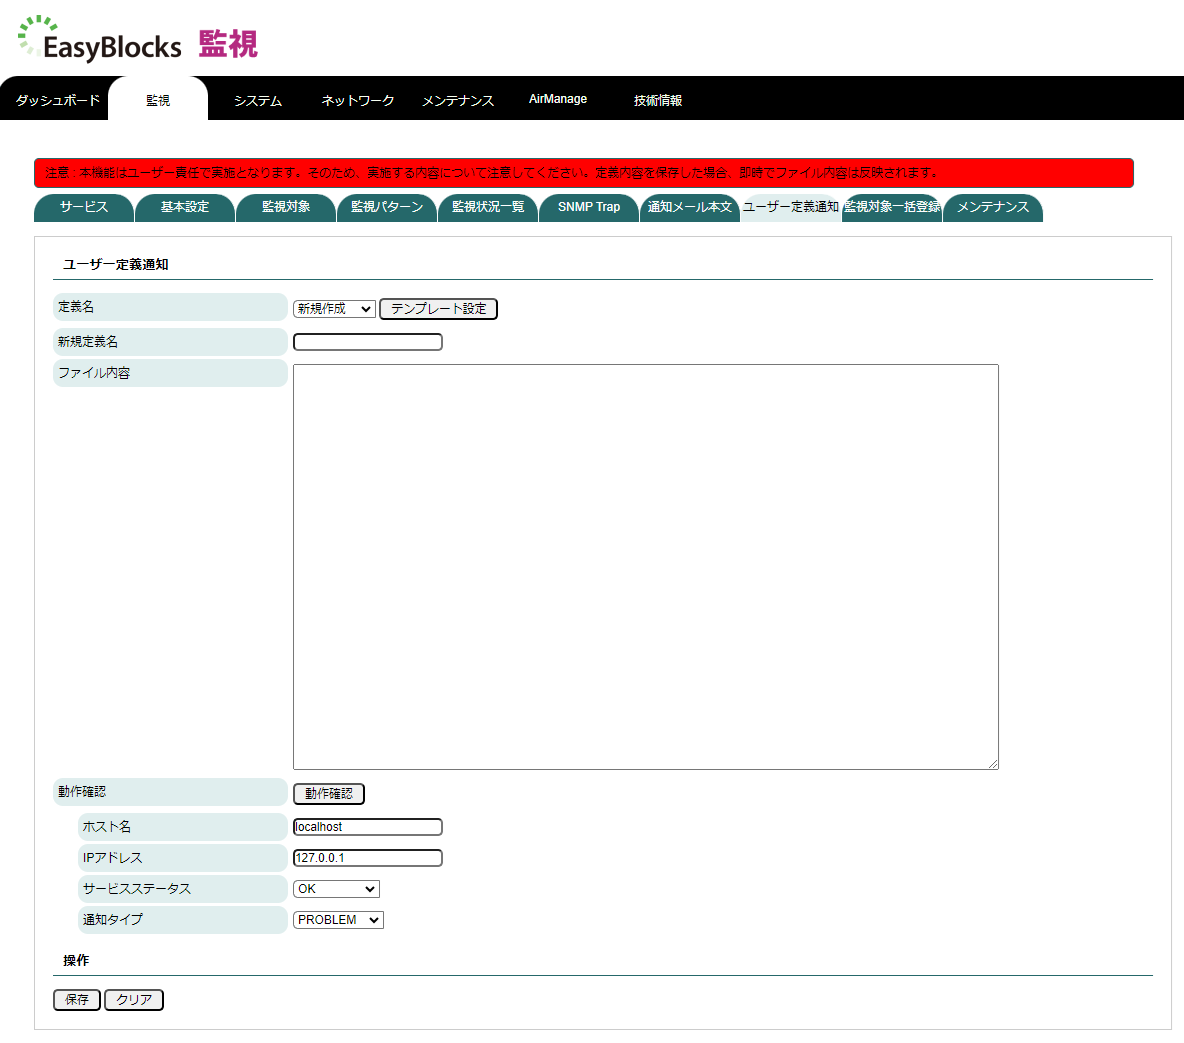 EasyBlocks 監視
ダッシュボード 監視 システム ネットワーク メンテナンス AirManage 技術情報
注意 : 本機能はユーザー責任で実施となります。そのため、実施する内容について注意してください。定義内容を保存した場合、即時でファイル内容は反映されます。
サービス 基本設定 監視対象 監視パターン 監視状況一覧 SNMP Trap 通知メール本文 ユーザー定義通知 監視対象一括登録 メンテナンス
ユーザー定義通知
定義名 新規作成 テンプレート設定
新規定義名
ファイル内容
動作確認 動作確認
ホスト名 localhost
IPアドレス 127.0.0.1
サービスステータス OK
通知タイプ PROBLEM
操作
保存 クリア